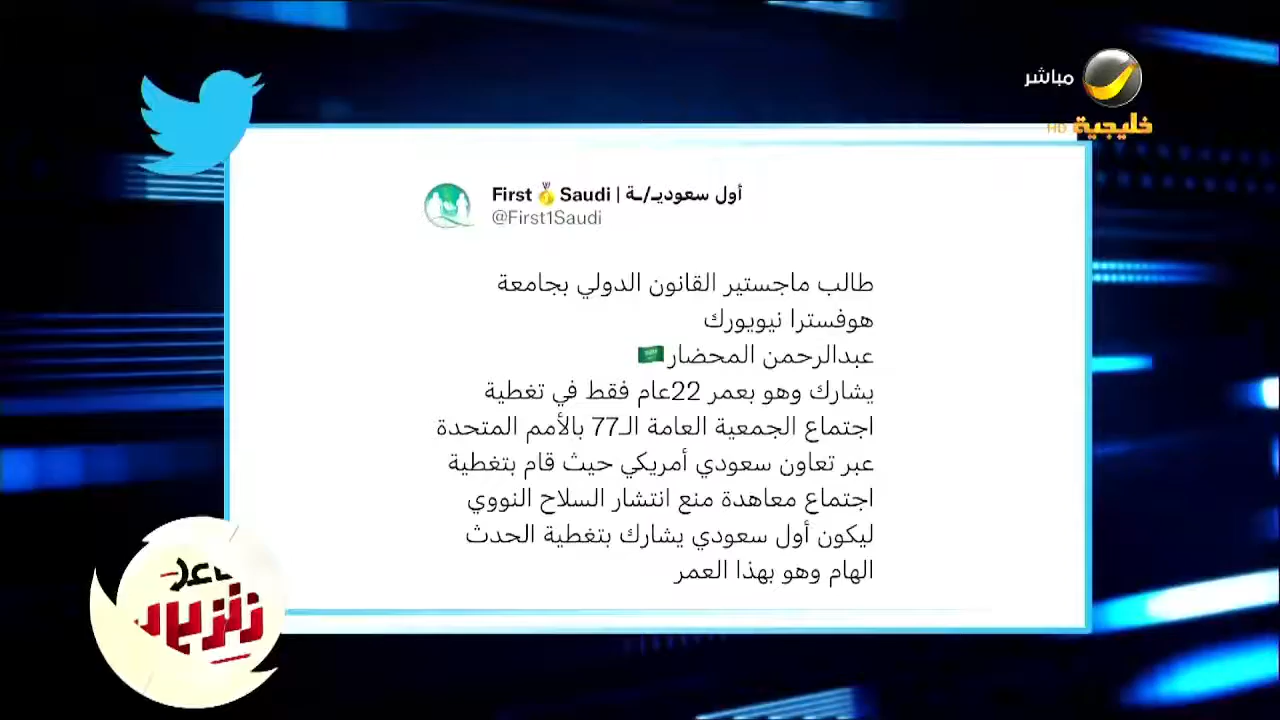 مباشر
خليجية HD
First🥇Saudi | أول سعوديـ/ـة
@First1Saudi
طالب ماجستير القانون الدولي بجامعة
هوفسترا نيويورك
عبدالرحمن المحضار🇸🇦
يشارك وهو بعمر 22عام فقط في تغطية
اجتماع الجمعية العامة الـ77 بالأمم المتحدة
عبر تعاون سعودي أمريكي حيث قام بتغطية
اجتماع معاهدة منع انتشار السلاح النووي
ليكون أول سعودي يشارك بتغطية الحدث
الهام وهو بهذا العمر